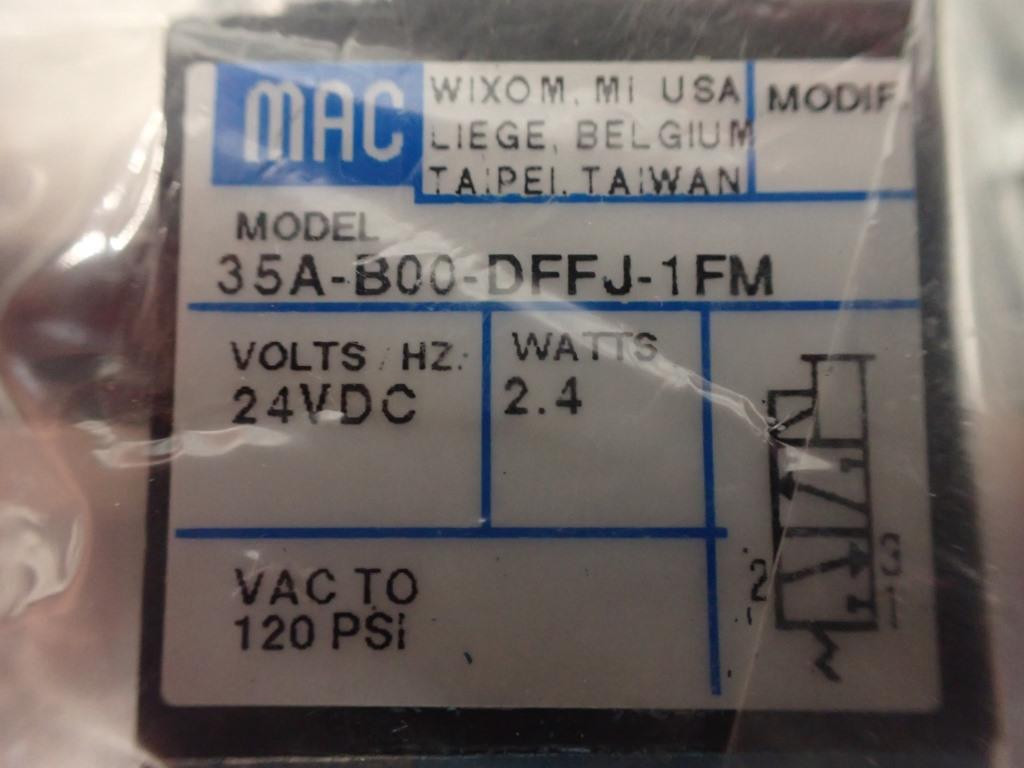 MAC
WIXOM, MI USA
LIEGE, BELGIUM
TAIPEI, TAIWAN
MODIF.
MODEL
35A-B00-DFFJ-1FM
VOLTS / HZ:
24VDC
WATTS
2.4
VAC TO
120 PSI
2
3
1